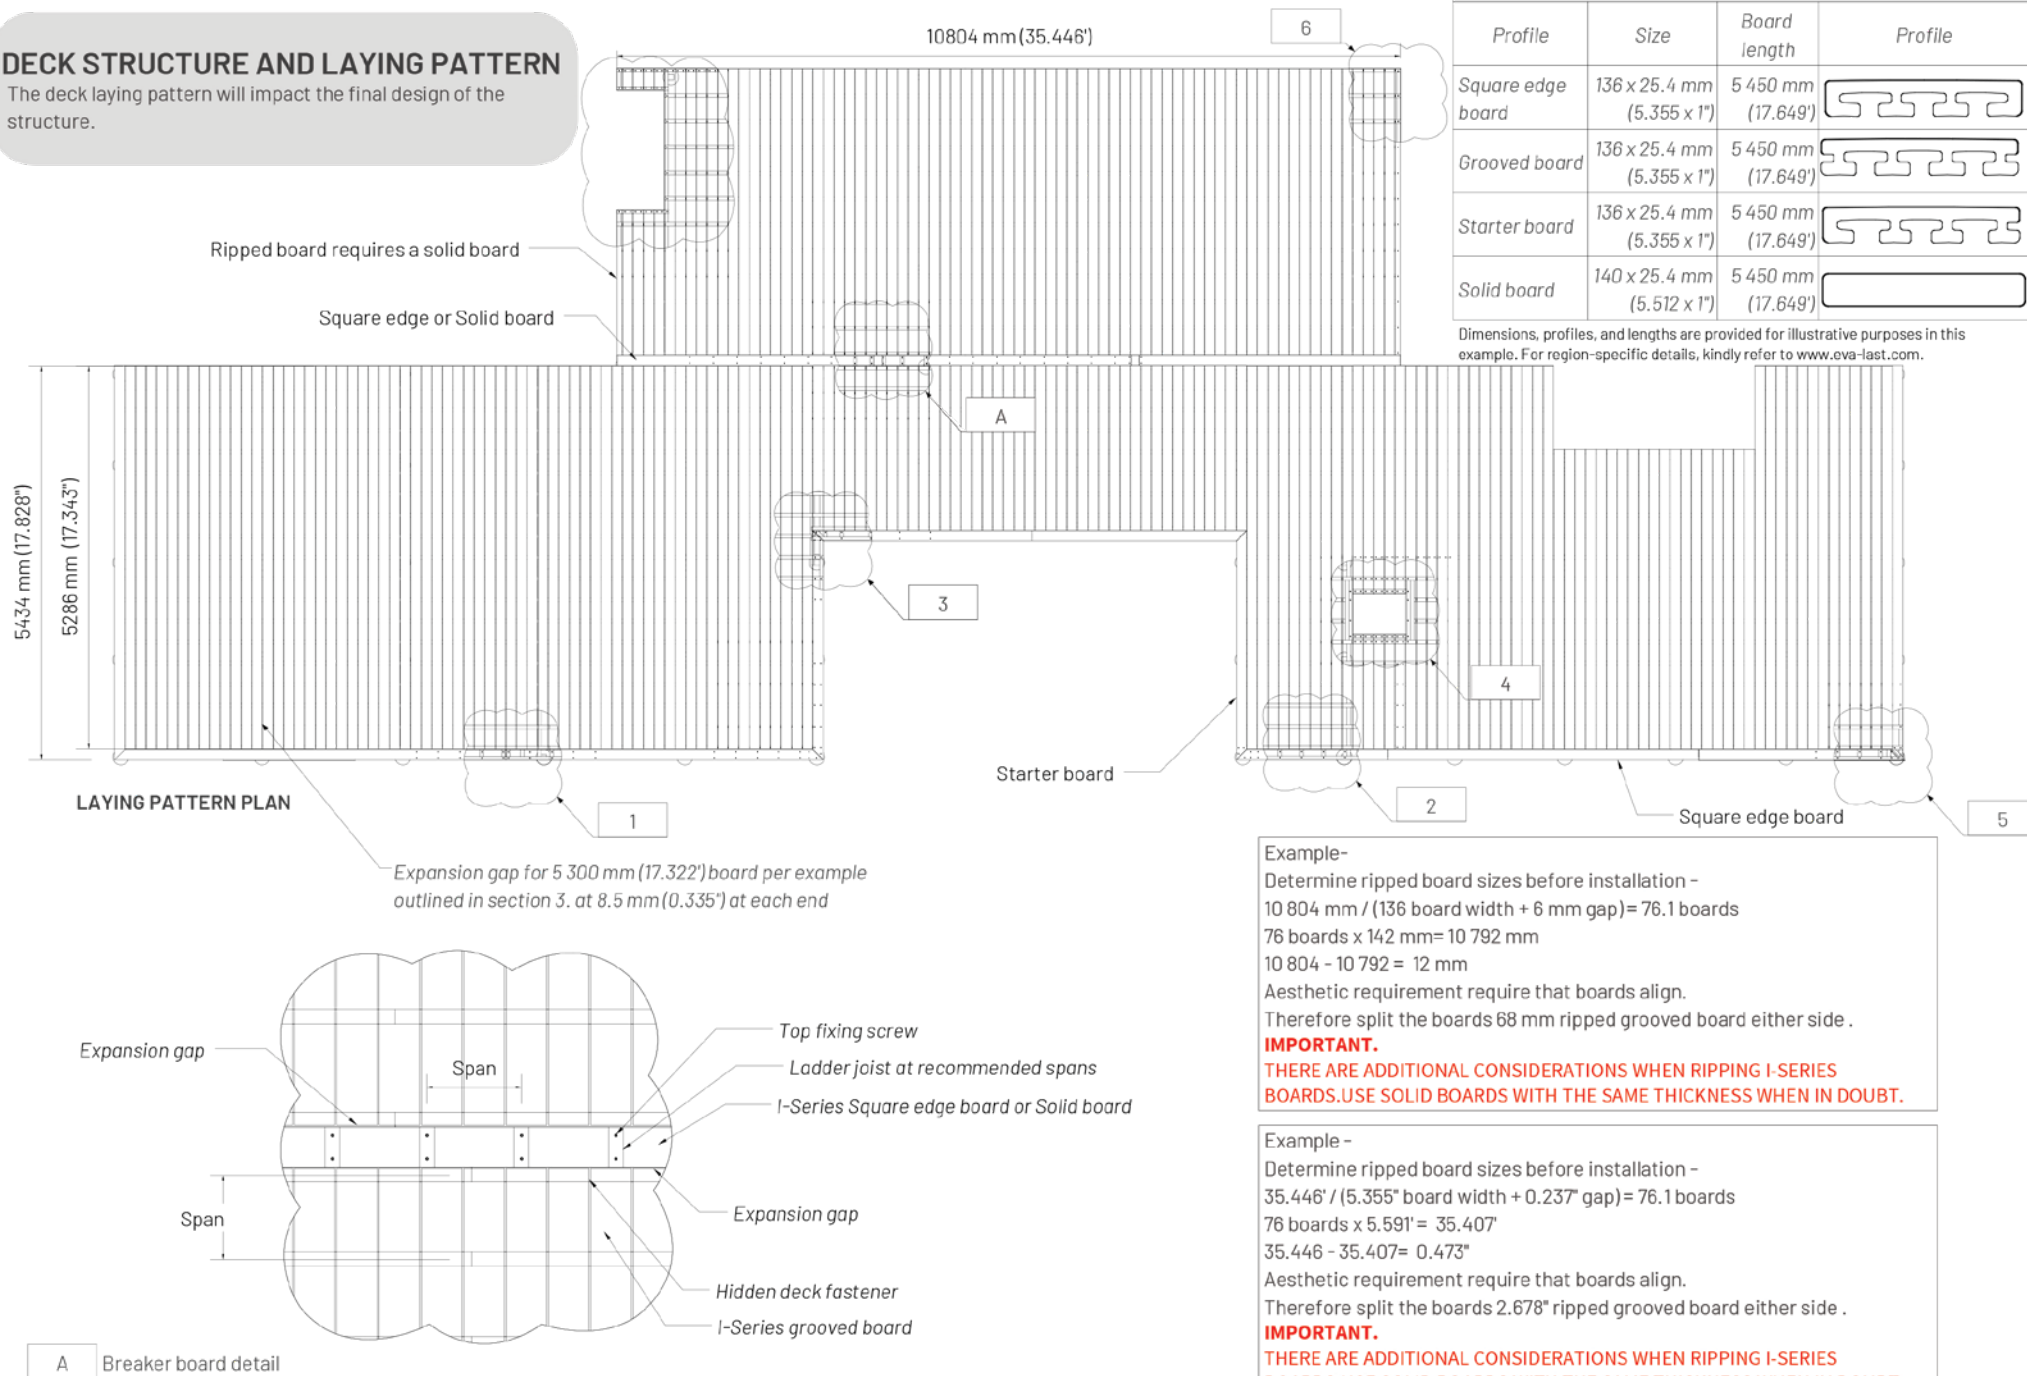 DECK STRUCTURE AND LAYING PATTERN
The deck laying pattern will impact the final design of the
structure.
10804 mm (35.446')
6
Profile Size Board length Profile
Square edge board 136 x 25.4 mm (5.355 x 1") 5 450 mm (17.649')
Grooved board 136 x 25.4 mm (5.355 x 1") 5 450 mm (17.649')
Starter board 136 x 25.4 mm (5.355 x 1") 5 450 mm (17.649')
Solid board 140 x 25.4 mm (5.512 x 1") 5 450 mm (17.649')
Dimensions, profiles, and lengths are provided for illustrative purposes in this
example. For region-specific details, kindly refer to www.eva-last.com.
Ripped board requires a solid board
Square edge or Solid board
A
5434 mm (17.828")
5286 mm (17.343")
3
4
Starter board
LAYING PATTERN PLAN
1
2
Square edge board
5
Expansion gap for 5 300 mm (17.322') board per example
outlined in section 3. at 8.5 mm (0.335") at each end
Example-
Determine ripped board sizes before installation -
10 804 mm / (136 board width + 6 mm gap)= 76.1 boards
76 boards x 142 mm= 10 792 mm
10 804 - 10 792 = 12 mm
Aesthetic requirement require that boards align.
Therefore split the boards 68 mm ripped grooved board either side .
IMPORTANT.
THERE ARE ADDITIONAL CONSIDERATIONS WHEN RIPPING I-SERIES
BOARDS.USE SOLID BOARDS WITH THE SAME THICKNESS WHEN IN DOUBT.
Example -
Determine ripped board sizes before installation -
35.446' / (5.355" board width + 0.237" gap)= 76.1 boards
76 boards x 5.591' = 35.407'
35.446 - 35.407= 0.473"
Aesthetic requirement require that boards align.
Therefore split the boards 2.678" ripped grooved board either side .
IMPORTANT.
THERE ARE ADDITIONAL CONSIDERATIONS WHEN RIPPING I-SERIES
Expansion gap
Span
Top fixing screw
Ladder joist at recommended spans
I-Series Square edge board or Solid board
Span
Expansion gap
Hidden deck fastener
I-Series grooved board
A Breaker board detail